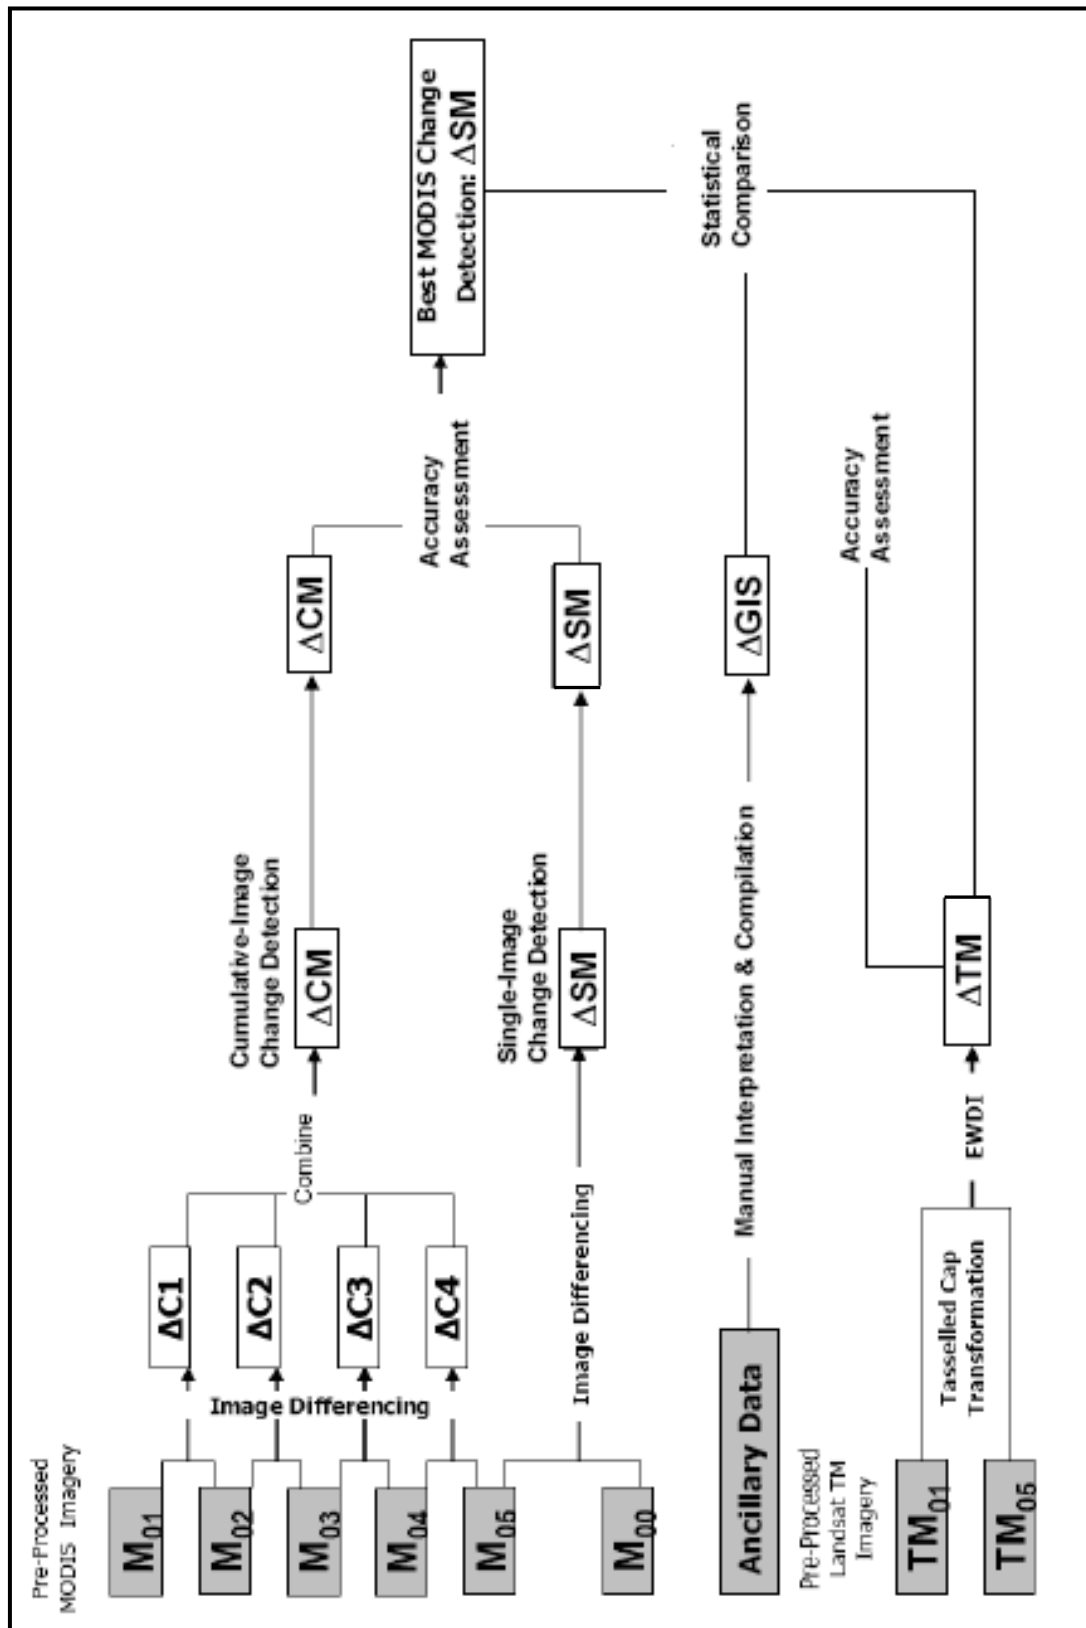 Pre-Processed
MODIS Imagery
M01
M02
M03
M04
M05
M00
Image Differencing
ΔC1
ΔC2
ΔC3
ΔC4
Combine
Image Differencing
Cumulative-Image
Change Detection
ΔCM
Single-Image
Change Detection
ΔSM
ΔCM
ΔSM
Accuracy
Assessment
Best MODIS Change
Detection: ΔSM
Ancillary Data
Manual Interpretation & Compilation
ΔGIS
Statistical
Comparison
Pre-Processed
Landsat TM
Imagery
TM01
TM05
Tasselled Cap
Transformation
EWDI
ΔTM
Accuracy
Assessment